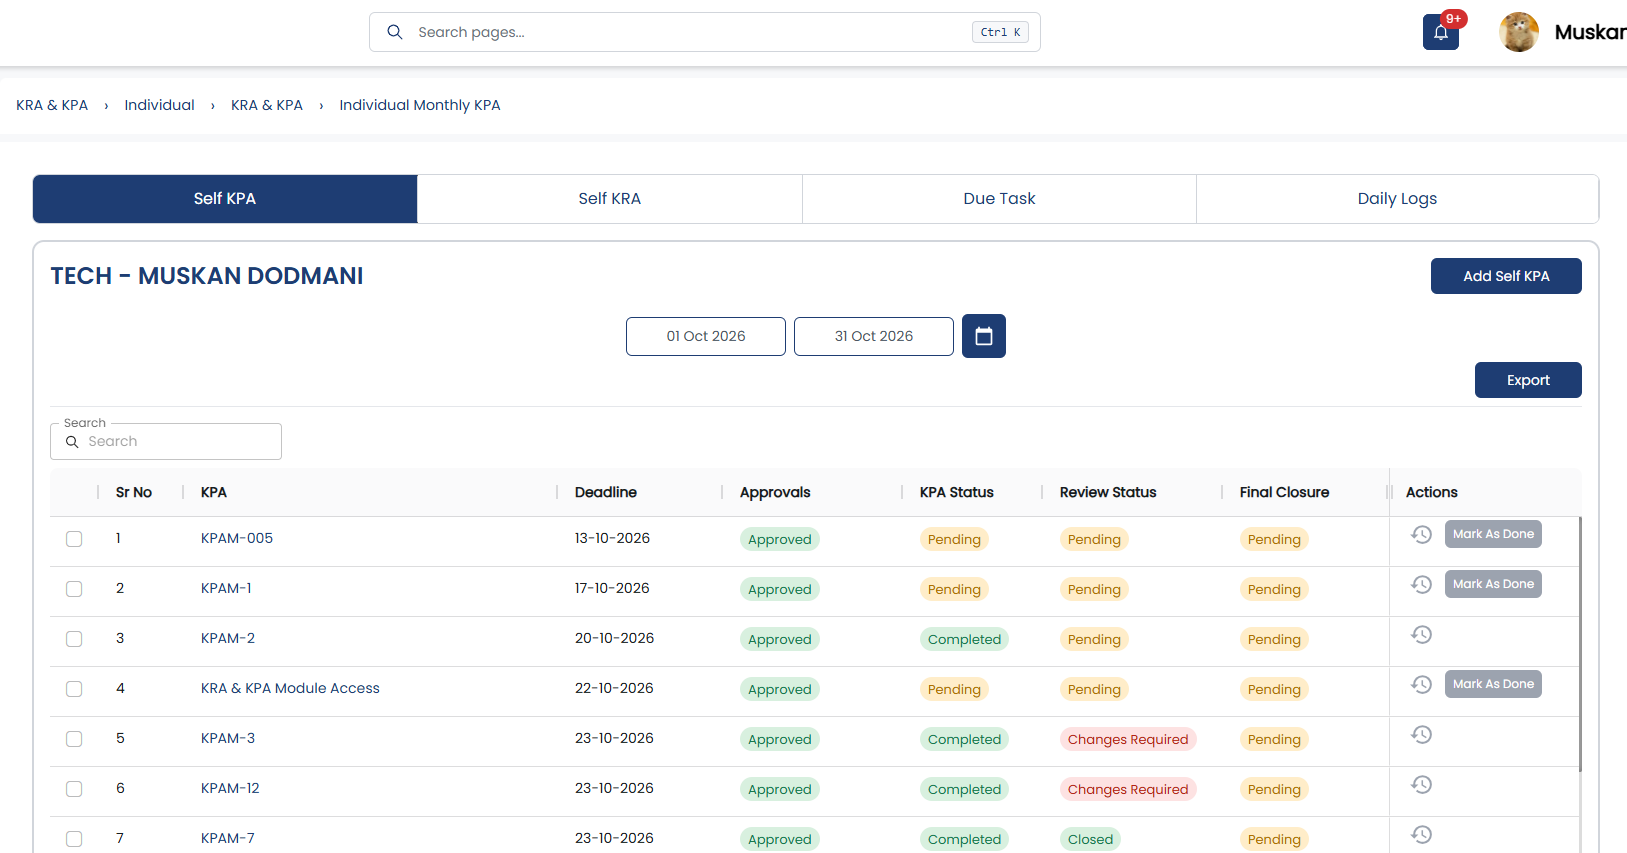 Search pages... Ctrl K 9+ Muskan
KRA & KPA › Individual › KRA & KPA › Individual Monthly KPA
Self KPA Self KRA Due Task Daily Logs
TECH - MUSKAN DODMANI Add Self KPA
01 Oct 2026 31 Oct 2026
Export
Search
Search
Sr No KPA Deadline Approvals KPA Status Review Status Final Closure Actions
1 KPAM-005 13-10-2026 Approved Pending Pending Pending Mark As Done
2 KPAM-1 17-10-2026 Approved Pending Pending Pending Mark As Done
3 KPAM-2 20-10-2026 Approved Completed Pending Pending
4 KRA & KPA Module Access 22-10-2026 Approved Pending Pending Pending Mark As Done
5 KPAM-3 23-10-2026 Approved Completed Changes Required Pending
6 KPAM-12 23-10-2026 Approved Completed Changes Required Pending
7 KPAM-7 23-10-2026 Approved Completed Closed Pending